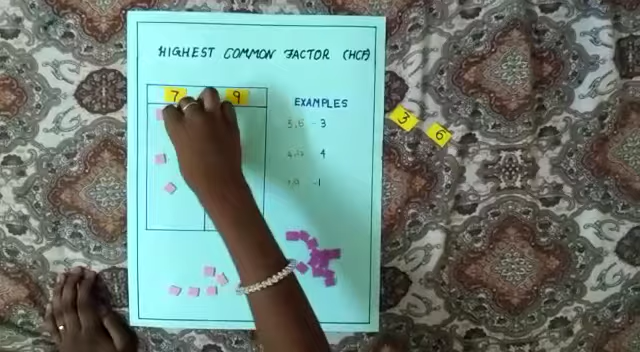 HIGHEST COMMON FACTOR (HCF)
7 9
EXAMPLES
3,6 - 3
4
-1
3
6